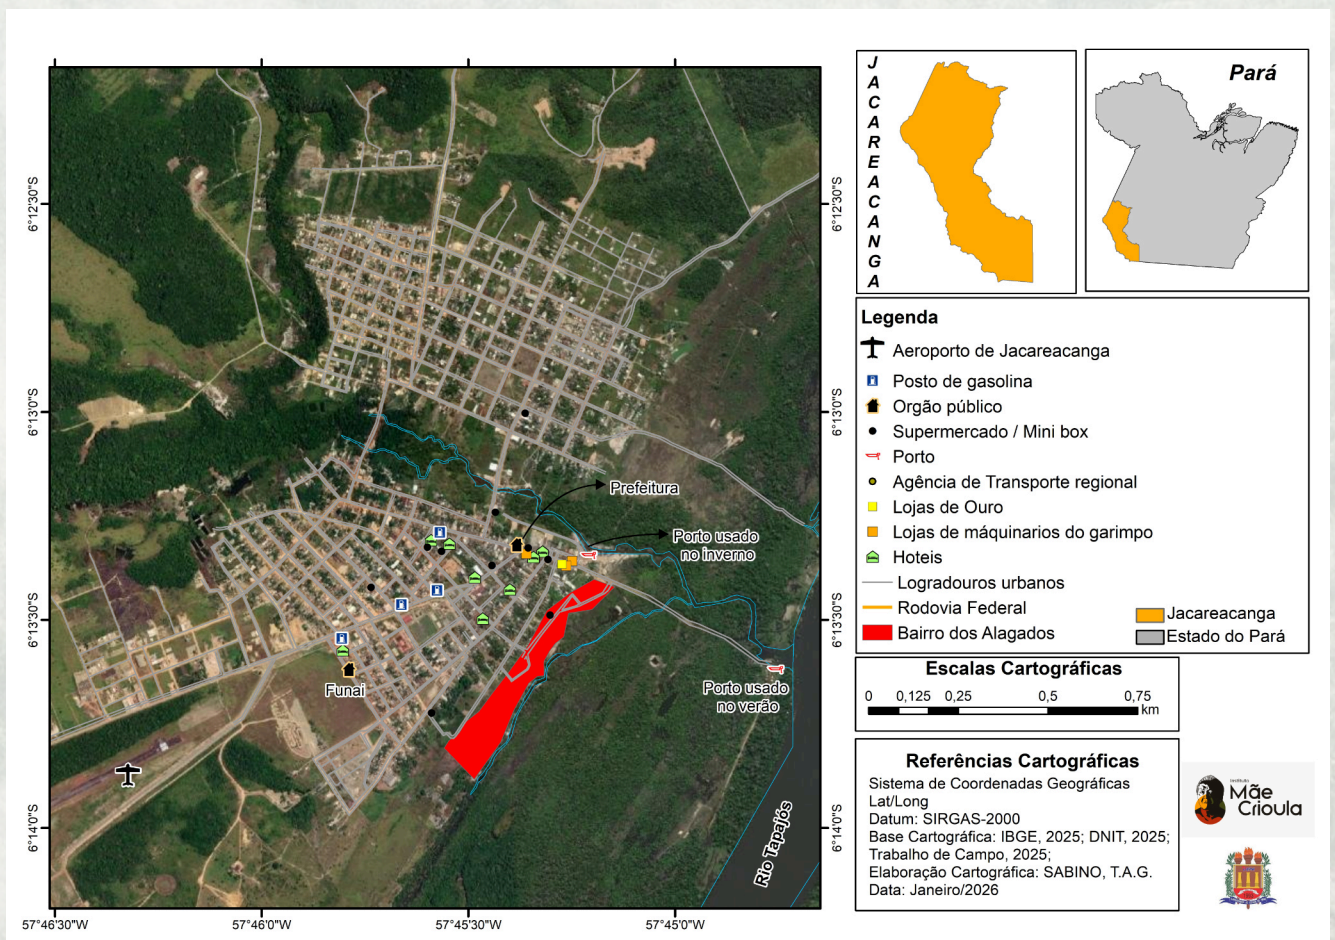 6°12'30"S
6°13'0"S
6°13'30"S
6°14'0"S
57°46'30"W
57°46'0"W
57°45'30"W
57°45'0"W
6°12'30"S
6°13'0"S
6°13'30"S
6°14'0"S
Prefeitura
Porto usado
no inverno
Funai
Porto usado
no verão
Rio Tapajós
JACAREACANGA
Pará
Legenda
Aeroporto de Jacareacanga
Posto de gasolina
Orgão público
Supermercado / Mini box
Porto
Agência de Transporte regional
Lojas de Ouro
Lojas de máquinarios do garimpo
Hoteis
Logradouros urbanos
Rodovia Federal
Bairro dos Alagados
Jacareacanga
Estado do Pará
Escalas Cartográficas
0 0,125 0,25 0,5 0,75
km
Referências Cartográficas
Sistema de Coordenadas Geográficas
Lat/Long
Datum: SIRGAS-2000
Base Cartográfica: IBGE, 2025; DNIT, 2025;
Trabalho de Campo, 2025;
Elaboração Cartográfica: SABINO, T.A.G.
Data: Janeiro/2026
Instituto
Mãe
Crioula